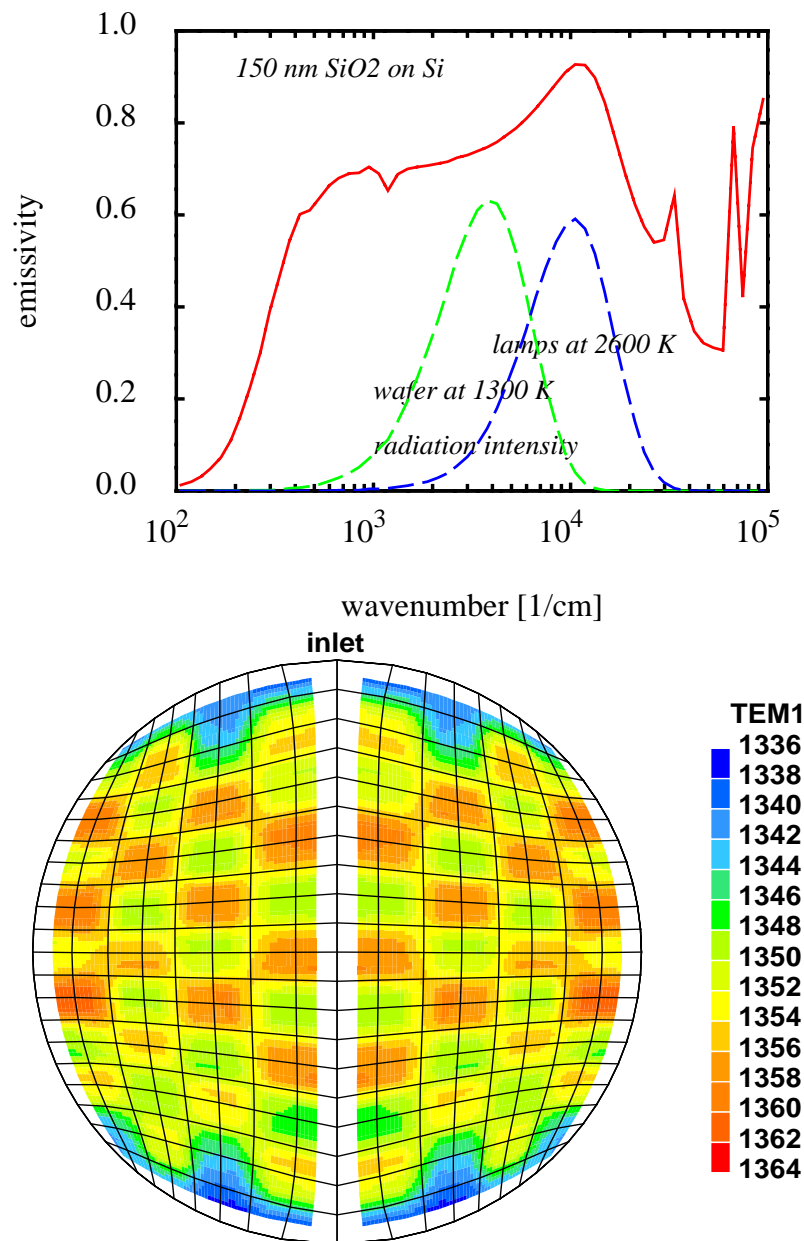 1.0
150 nm SiO2 on Si
0.8
0.6
emissivity
0.4
lamps at 2600 K
wafer at 1300 K
0.2
radiation intensity
0.0
10^2 10^3 10^4 10^5
wavenumber [1/cm]
inlet
TEM1
1336
1338
1340
1342
1344
1346
1348
1350
1352
1354
1356
1358
1360
1362
1364